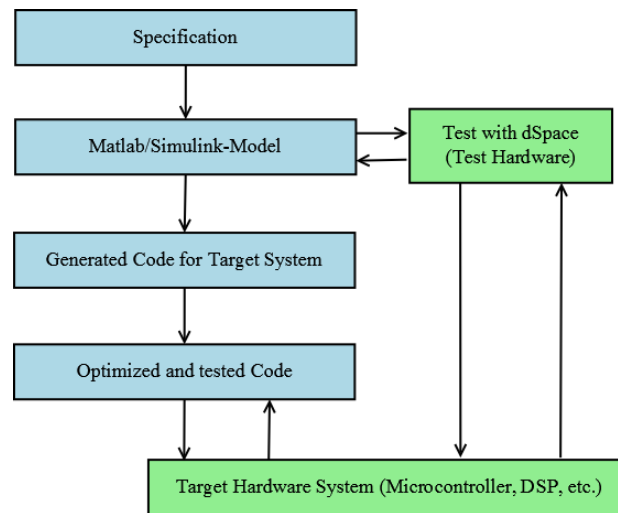 Specification
Matlab/Simulink-Model
Test with dSpace
(Test Hardware)
Generated Code for Target System
Optimized and tested Code
Target Hardware System (Microcontroller, DSP, etc.)